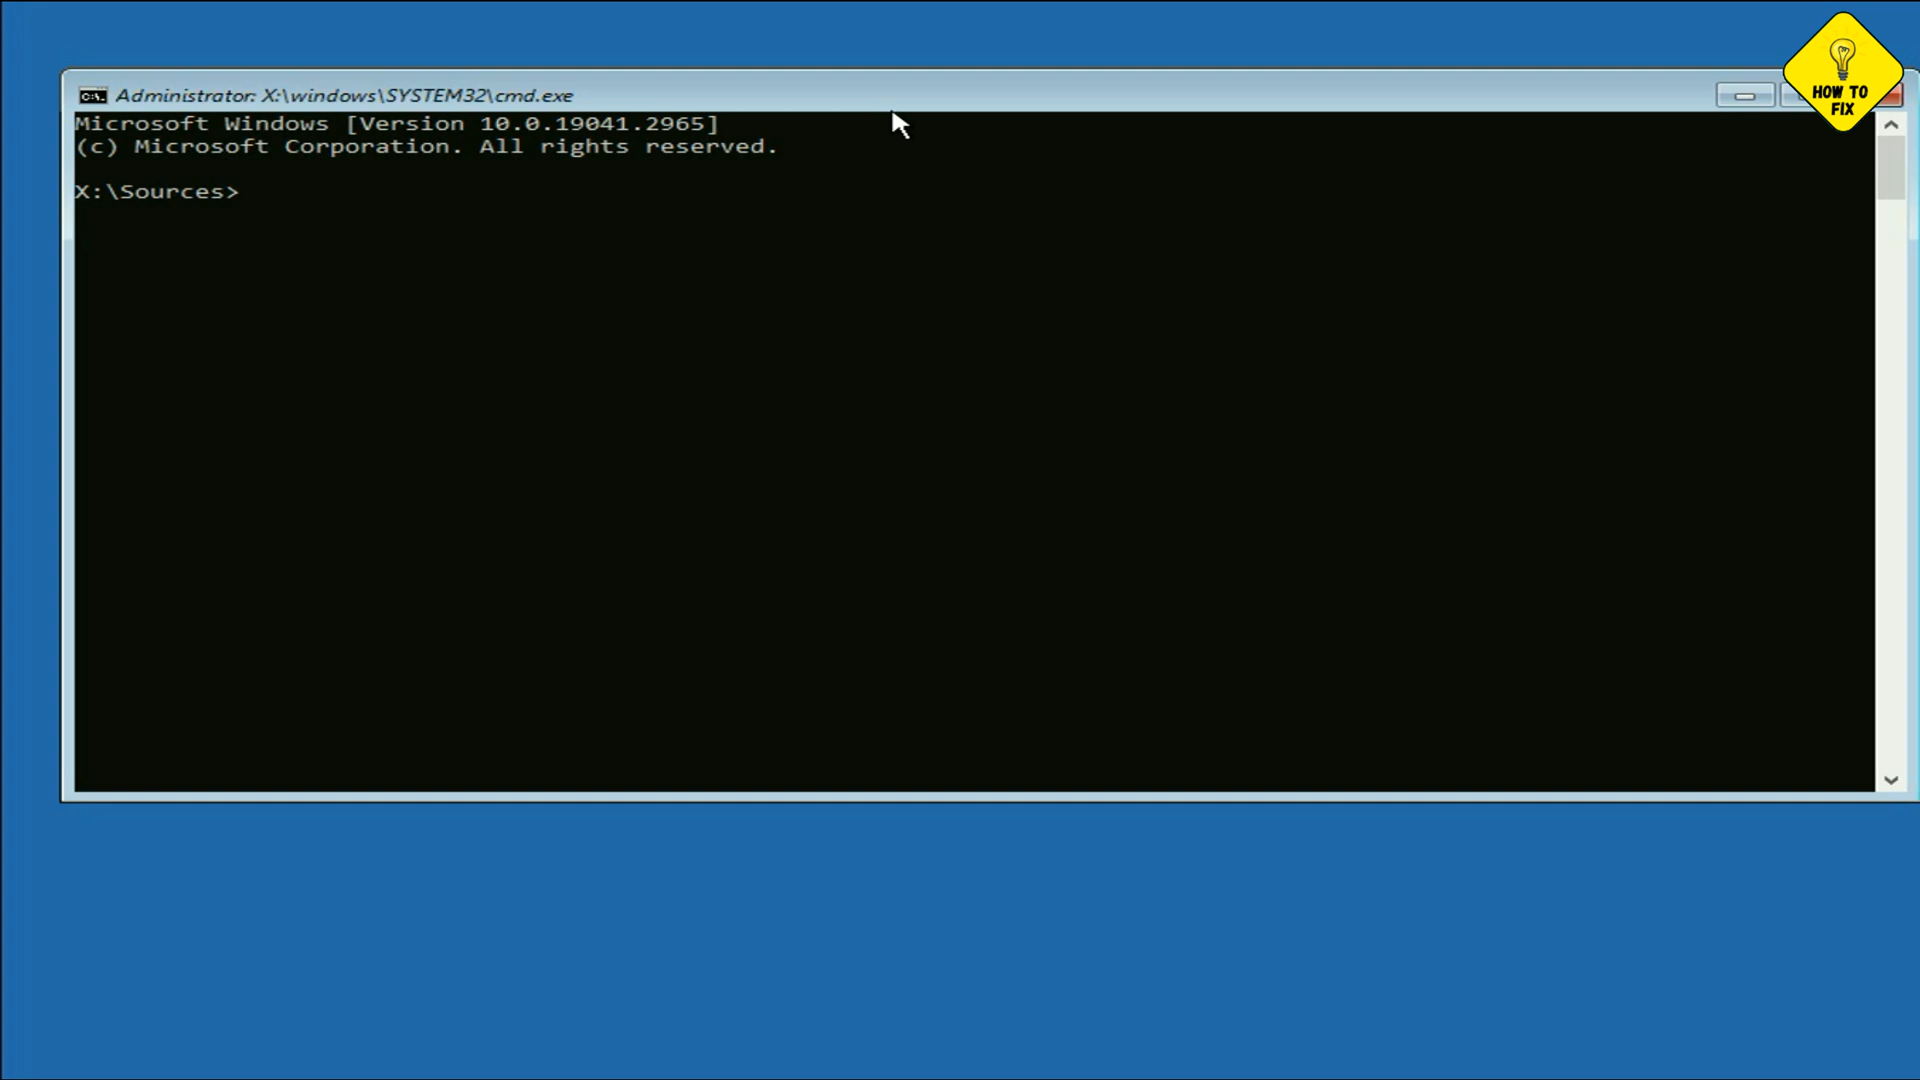 HOW TO
FIX
Administrator: X:\windows\SYSTEM32\cmd.exe
Microsoft Windows [Version 10.0.19041.2965]
(c) Microsoft Corporation. All rights reserved.
X:\Sources>